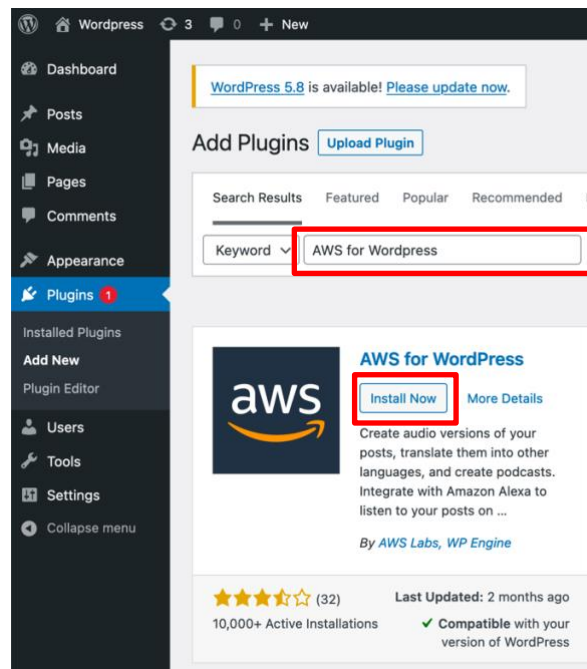 Wordpress 3 0 + New
Dashboard
Posts
Media
Pages
Comments
Appearance
Plugins 1
Installed Plugins
Add New
Plugin Editor
Users
Tools
Settings
Collapse menu
WordPress 5.8 is available! Please update now.
Add Plugins Upload Plugin
Search Results Featured Popular Recommended
Keyword AWS for Wordpress
aws
AWS for WordPress
Install Now More Details
Create audio versions of your
posts, translate them into other
languages, and create podcasts.
Integrate with Amazon Alexa to
listen to your posts on ...
By AWS Labs, WP Engine
(32)
10,000+ Active Installations
Last Updated: 2 months ago
✓ Compatible with your
version of WordPress